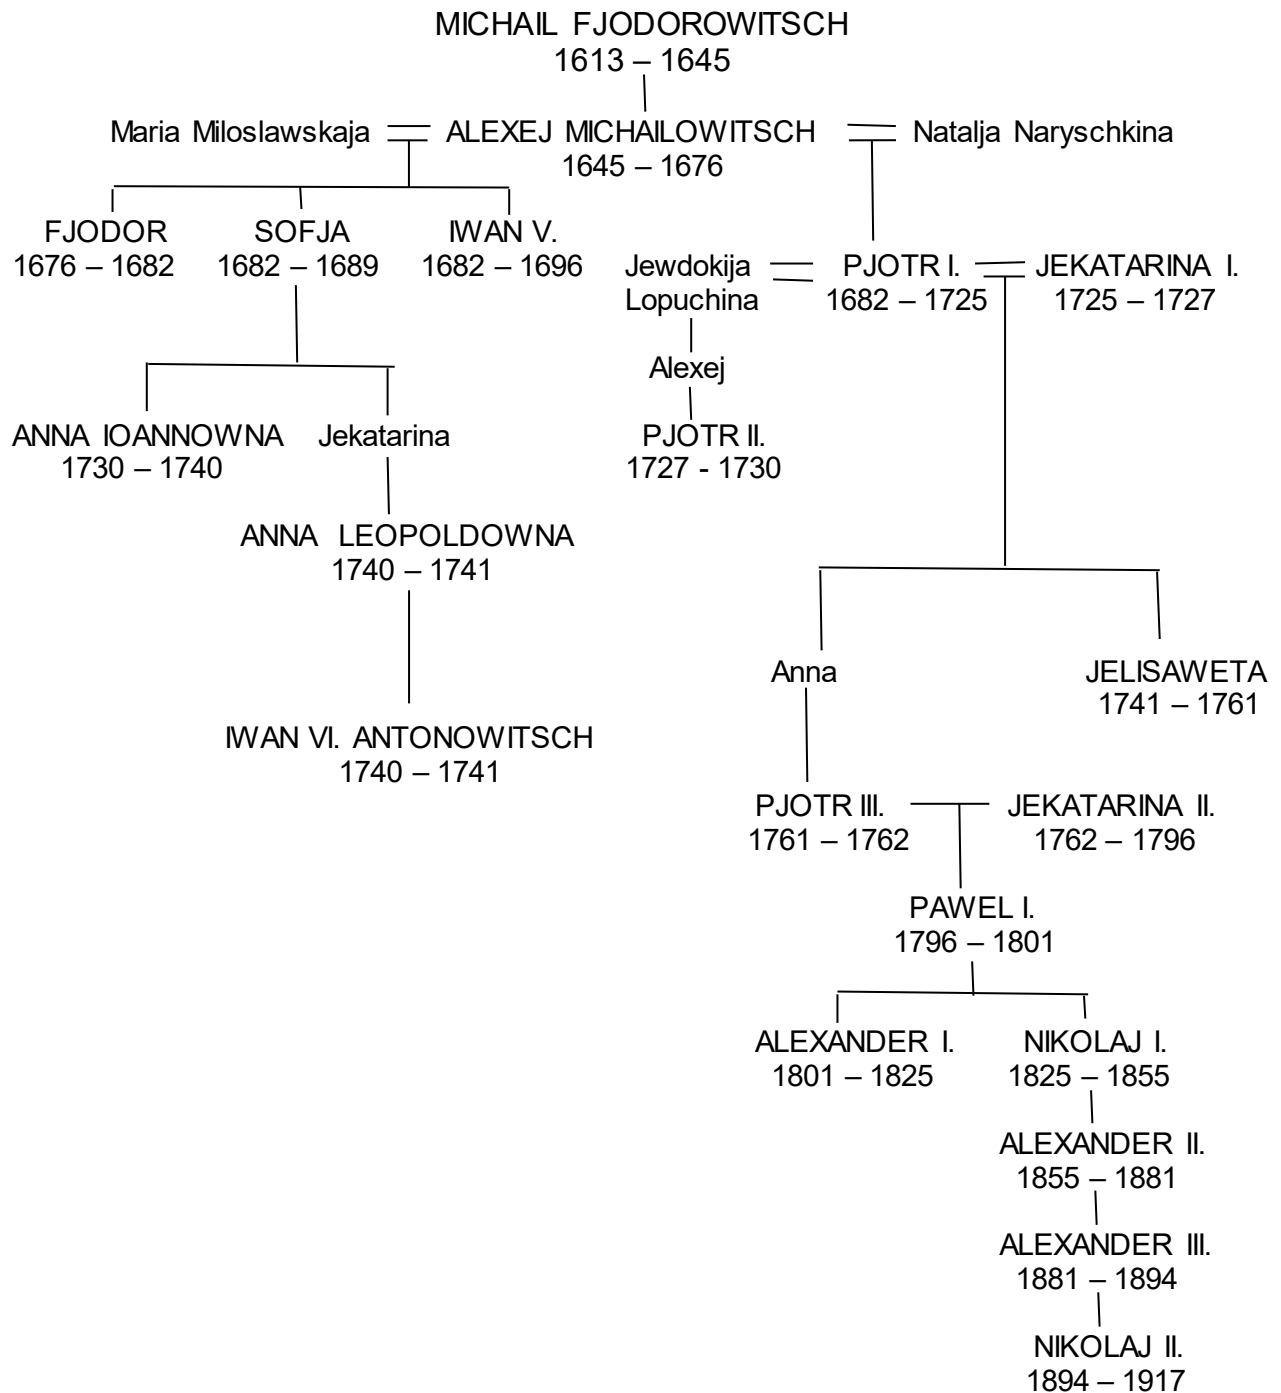 MICHAIL FJODOROWITSCH
1613 – 1645
Maria Miloslawskaja
ALEXEJ MICHAILOWITSCH
1645 – 1676
Natalja Naryschkina
FJODOR
1676 – 1682
SOFJA
1682 – 1689
IWAN V.
1682 – 1696
Jewdokija
Lopuchina
PJOTR I.
1682 – 1725
JEKATARINA I.
1725 – 1727
Alexej
ANNA IOANNOWNA
1730 – 1740
Jekatarina
PJOTR II.
1727 - 1730
ANNA LEOPOLDOWNA
1740 – 1741
Anna
JELISAWETA
1741 – 1761
IWAN VI. ANTONOWITSCH
1740 – 1741
PJOTR III.
1761 – 1762
JEKATARINA II.
1762 – 1796
PAWEL I.
1796 – 1801
ALEXANDER I.
1801 – 1825
NIKOLAJ I.
1825 – 1855
ALEXANDER II.
1855 – 1881
ALEXANDER III.
1881 – 1894
NIKOLAJ II.
1894 – 1917